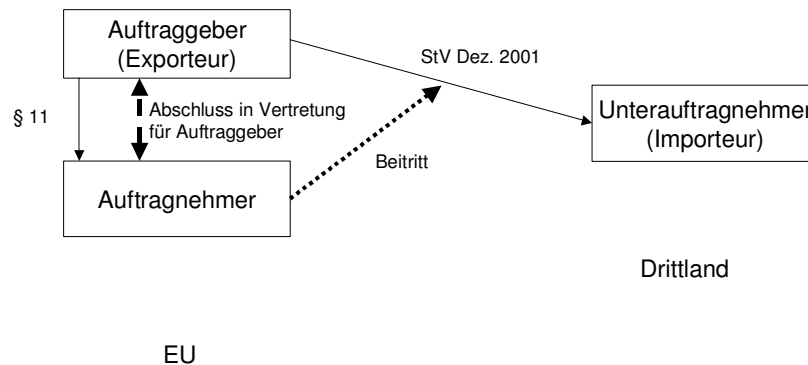 Auftraggeber
(Exporteur)
StV Dez. 2001
§ 11
Abschluss in Vertretung
für Auftraggeber
Unterauftragnehmer
(Importeur)
Beitritt
Auftragnehmer
Drittland
EU